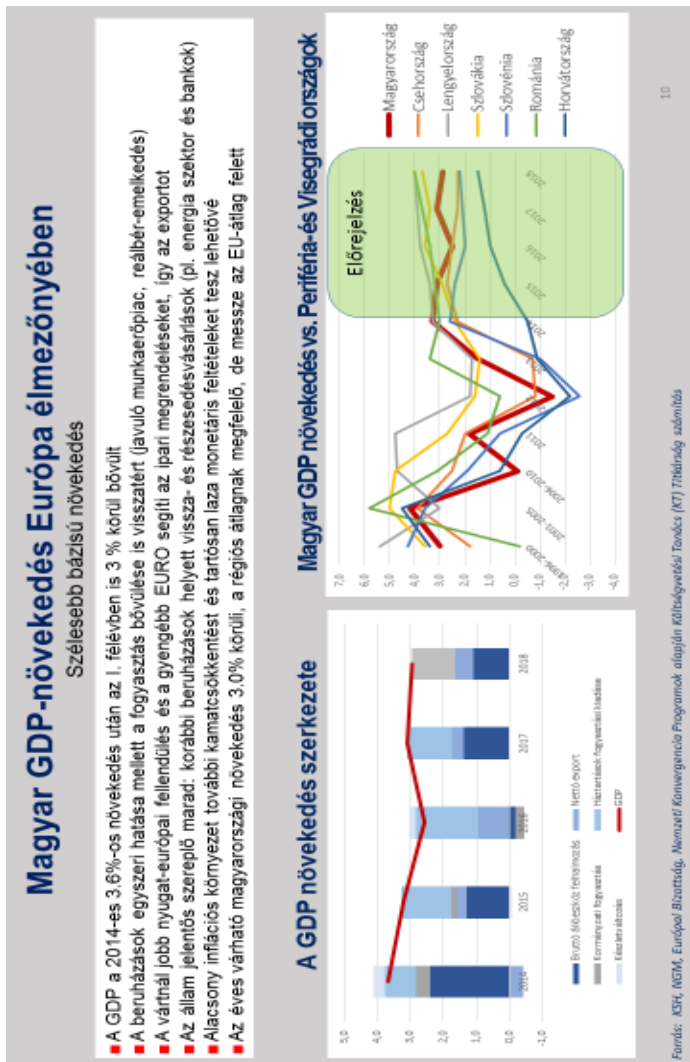 Magyar GDP-növekedés Európa élmezőnyében
Szélesebb bázisú növekedés
A GDP a 2014-es 3.6%-os növekedés után az I. félévben is 3 % körül bővült
A beruházások egyszeri hatása mellett a fogyasztás bővülése is visszatért (javuló munkaerőpiac, reálbér-emelkedés)
A vártnál jobb nyugat-európai fellendülés és a gyengébb EURO segíti az ipari megrendeléseket, így az exportot
Az állam jelentős szereplő marad: korábbi beruházások helyett vissza- és részesedésvásárlások (pl. energia szektor és bankok)
Alacsony inflációs környezet további kamatcsökkentést és tartósan laza monetáris feltételeket tesz lehetővé
Az éves várható magyarországi növekedés 3.0% körüli, a régiós átlagnak megfelelő, de messze az EU-átlag felett
A GDP növekedés szerkezete
5,0
4,0
3,0
2,0
1,0
0,0
-1,0
2014
2015
2016
2017
2018
Bruttó állóeszköz felhalmozás
Nettó export
Kormányzati fogyasztás
Háztartások fogyasztási kiadása
Készletváltozás
GDP
Magyar GDP növekedés vs. Periféria-és Visegrádi országok
7,0
6,0
5,0
4,0
3,0
2,0
1,0
0,0
-1,0
-2,0
-3,0
-4,0
1996-2000
2001-2005
2006-2010
2011
2015
2016
2017
2018
Előrejelzés
Magyarország
Csehország
Lengyelország
Szlovákia
Szlovénia
Románia
Horvátország
Forrás: KSH, NGM, Európai Bizottság, Nemzeti Konvergencia Programok alapján Költségvetési Tanács (KT) Titkárság számítás
10